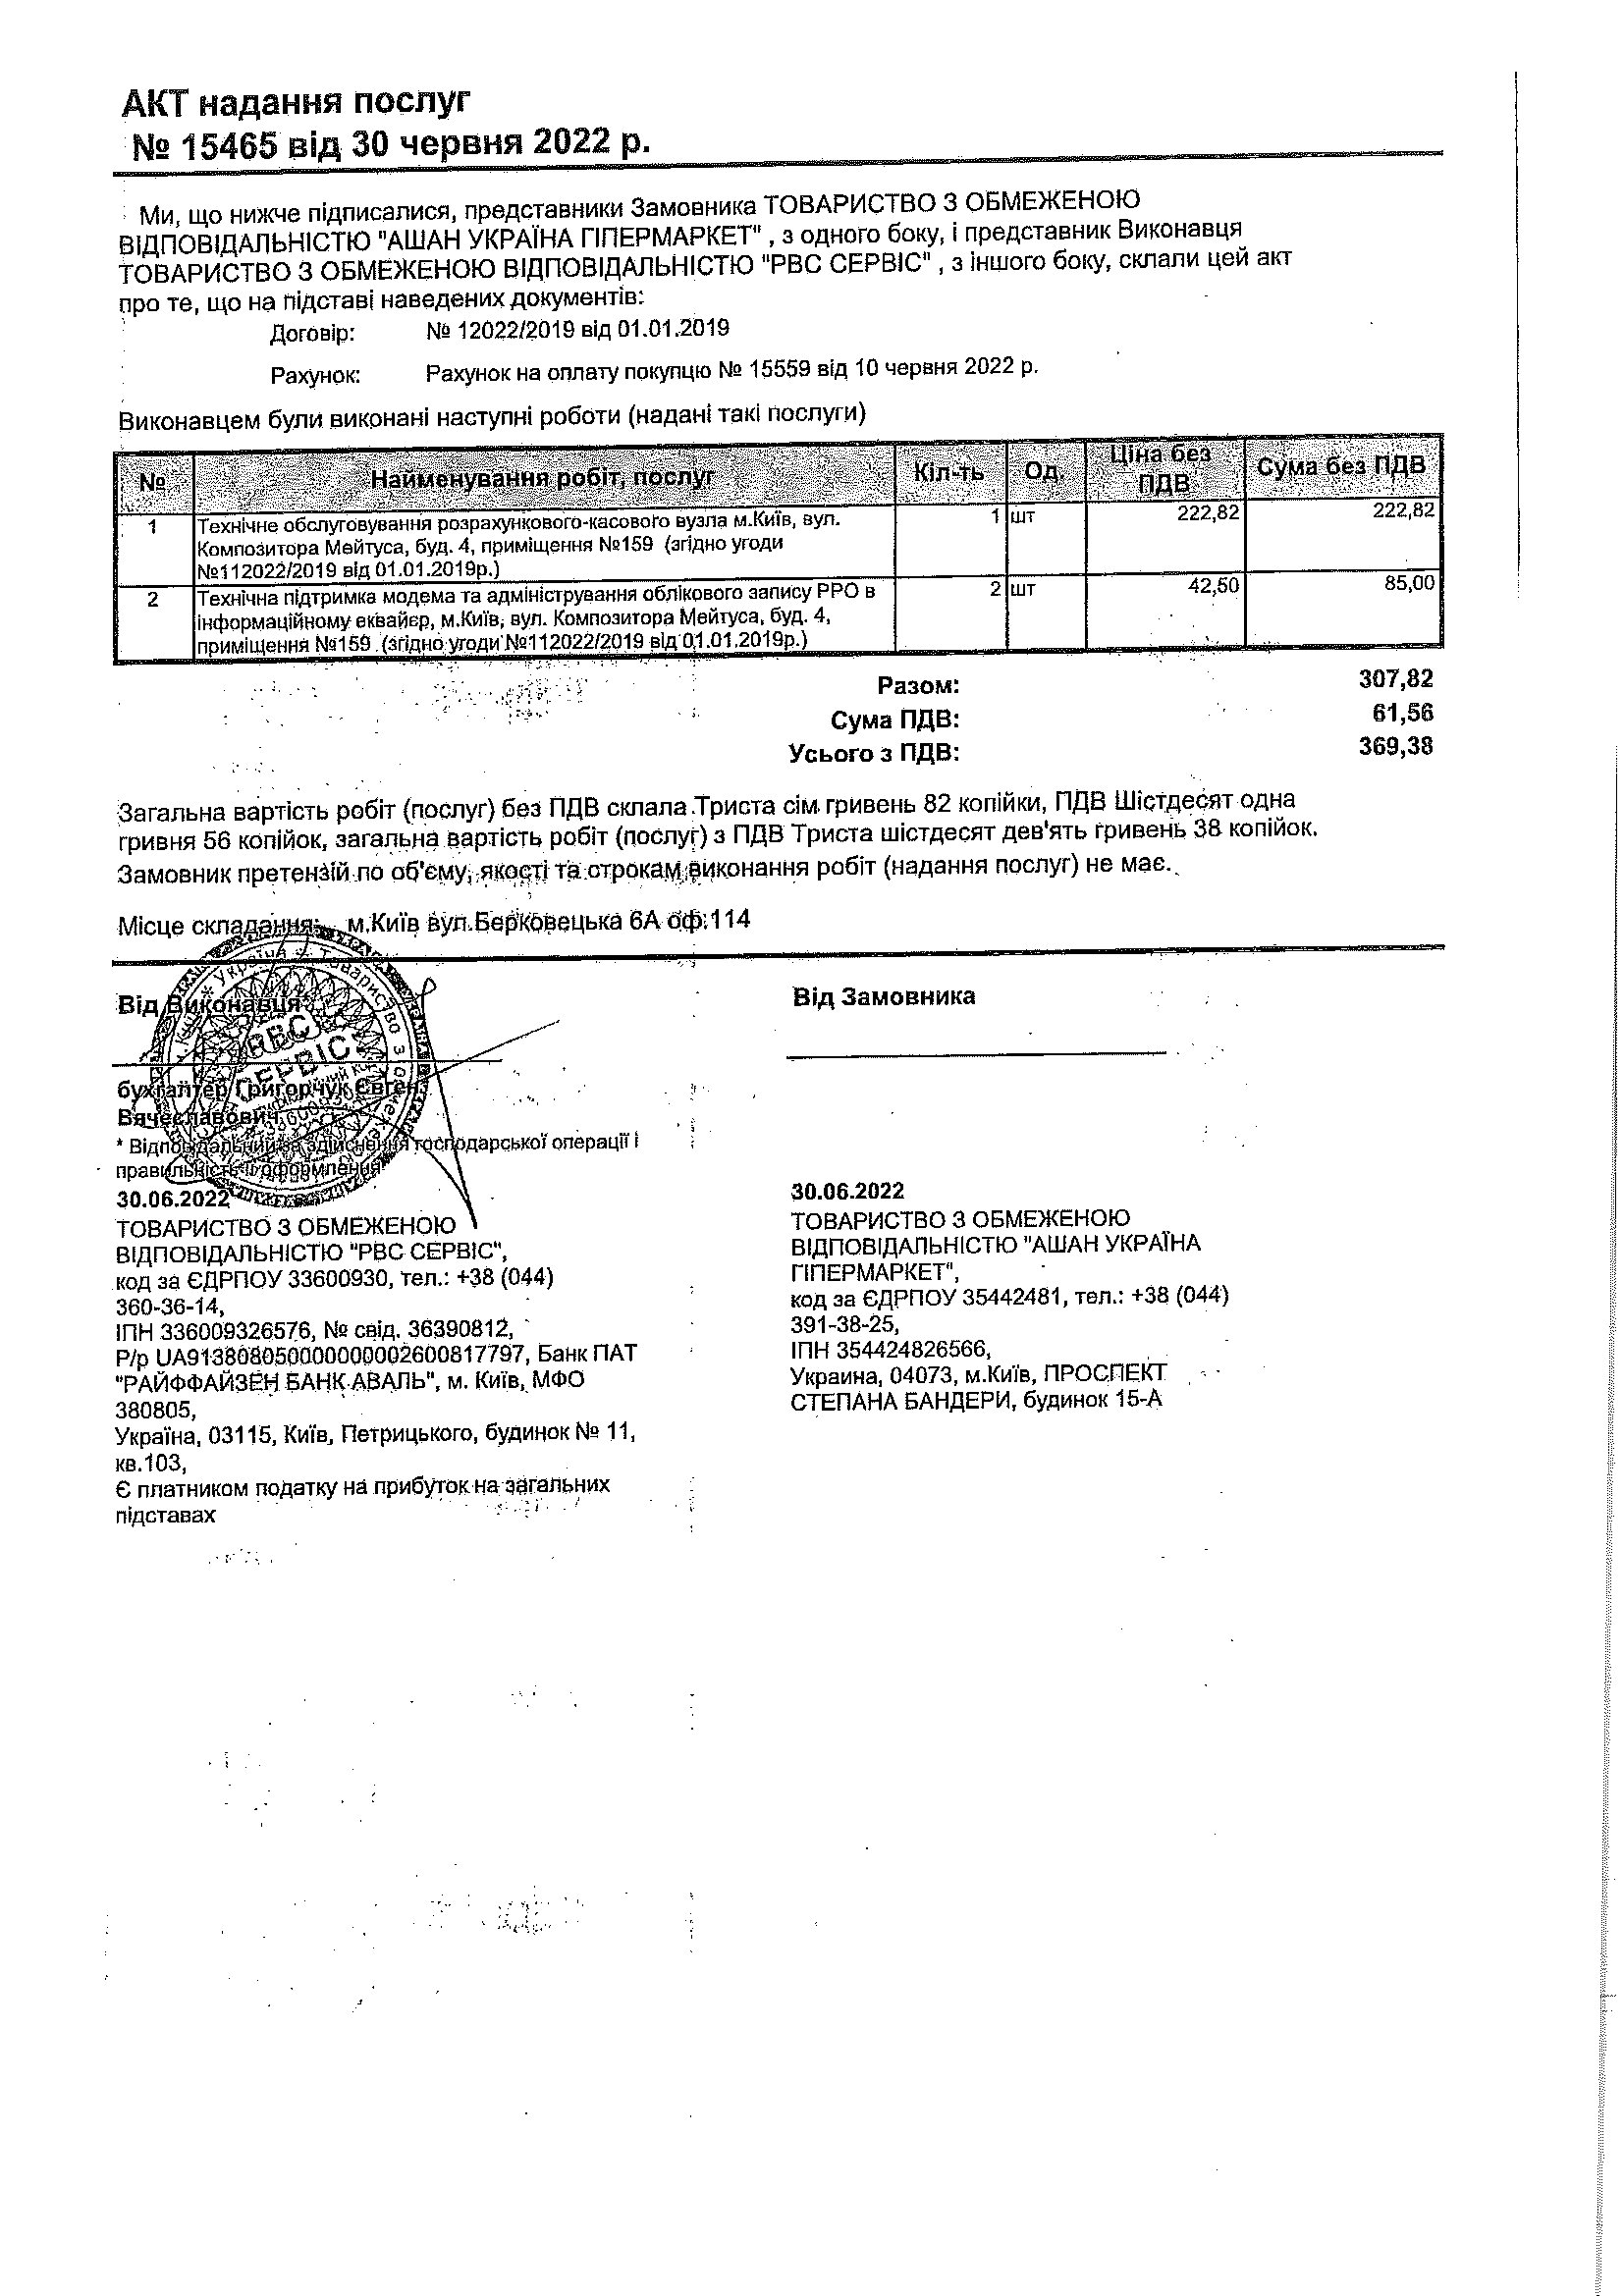 АКТ надання послуг
№ 15465 від 30 червня 2022 р.
Ми, що нижче підписалися, представники Замовника ТОВАРИСТВО З ОБМЕЖЕНОЮ
ВІДПОВІДАЛЬНІСТЮ "АШАН УКРАЇНА ГІПЕРМАРКЕТ" , з одного боку, і представник Виконавця
ТОВАРИСТВО З ОБМЕЖЕНОЮ ВІДПОВІДАЛЬНІСТЮ "РВС СЕРВІС" , з іншого боку, склали цей акт
про те, що на підставі наведених документів:
Договір: № 12022/2019 від 01.01.2019
Рахунок: Рахунок на оплату покупцю № 15559 від 10 червня 2022 р.
Виконавцем були виконані наступні роботи (надані такі послуги)
№ Найменування робіт, послуг Кіл-ть Од. Ціна без ПДВ Сума без ПДВ
1 Технічне обслуговування розрахункового-касового вузла м.Київ, вул. 1 шт 222,82 222,82
Композитора Мейтуса, буд. 4, приміщення №159 (згідно угоди
№112022/2019 від 01.01.2019р.)
2 Технічна підтримка модема та адміністрування облікового запису РРО в 2 шт 42,50 85,00
інформаційному еквайєр, м.Київ, вул. Композитора Мейтуса, буд. 4,
приміщення №159 (згідно угоди №112022/2019 від 01.01.2019р.)
Разом: 307,82
Сума ПДВ: 61,56
Усього з ПДВ: 369,38
Загальна вартість робіт (послуг) без ПДВ склала Триста сім гривень 82 копійки, ПДВ Шістдесят одна
гривня 56 копійок, загальна вартість робіт (послуг) з ПДВ Триста шістдесят дев'ять гривень 38 копійок.
Замовник претензій по об'єму, якості та строкам виконання робіт (надання послуг) не має.
Місце складання: м.Київ вул.Берковецька 6А оф.114
Від Виконавця*
РВС
СЕРВІС
бухгалтер Григорчук Євген
Вячеславович
* Відповідальний за здійснення господарської операції і
правильність її оформлення
30.06.2022
ТОВАРИСТВО З ОБМЕЖЕНОЮ
ВІДПОВІДАЛЬНІСТЮ "РВС СЕРВІС",
код за ЄДРПОУ 33600930, тел.: +38 (044)
360-36-14,
ІПН 336009326576, № свід. 36390812,
Р/р UA913808050000000002600817797, Банк ПАТ
"РАЙФФАЙЗЕН БАНК АВАЛЬ", м. Київ, МФО
380805,
Україна, 03115, Київ, Петрицького, будинок № 11,
кв.103,
Є платником податку на прибуток на загальних
підставах
Від Замовника
30.06.2022
ТОВАРИСТВО З ОБМЕЖЕНОЮ
ВІДПОВІДАЛЬНІСТЮ "АШАН УКРАЇНА
ГІПЕРМАРКЕТ",
код за ЄДРПОУ 35442481, тел.: +38 (044)
391-38-25,
ІПН 354424826566,
Украина, 04073, м.Київ, ПРОСПЕКТ
СТЕПАНА БАНДЕРИ, будинок 15-А